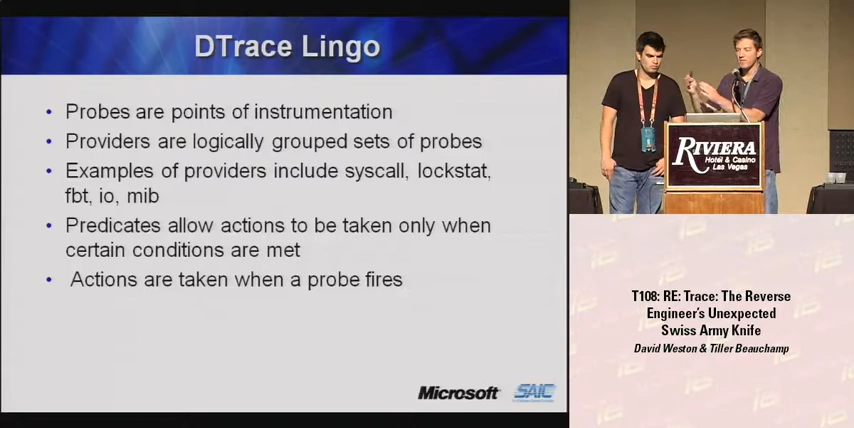 DTrace Lingo
• Probes are points of instrumentation
• Providers are logically grouped sets of probes
• Examples of providers include syscall, lockstat,
fbt, io, mib
• Predicates allow actions to be taken only when
certain conditions are met
• Actions are taken when a probe fires
Microsoft
SAIC
RIVIERA
Hotel & Casino
Las Vegas
T108: RE: Trace: The Reverse
Engineer's Unexpected
Swiss Army Knife
David Weston & Tiller Beauchamp